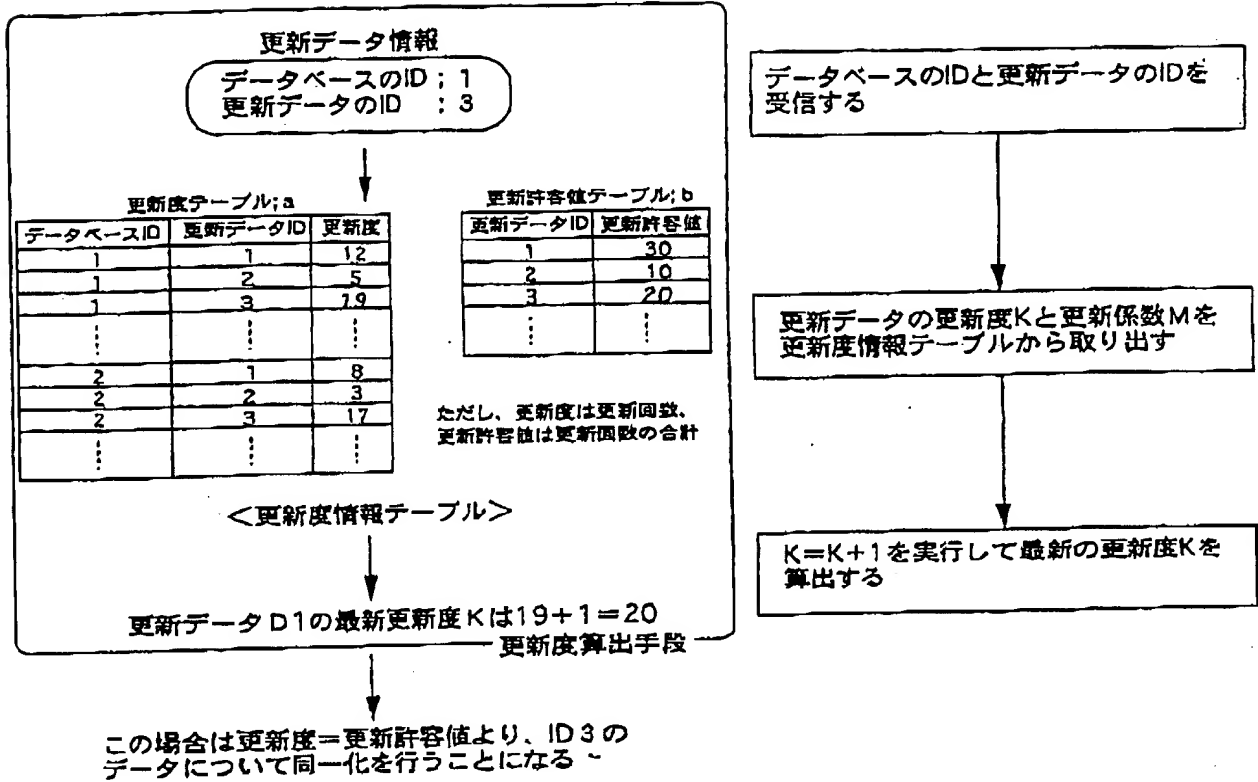 更新データ情報
データベースのID ; 1
更新データのID : 3
更新度テーブル;a
データベースID 更新データID 更新度
1 1 12
1 2 5
1 3 19
2 1 8
2 2 3
2 3 17
更新許容値テーブル;b
更新データID 更新許容値
1 30
2 10
3 20
ただし、更新度は更新回数、
更新許容値は更新回数の合計
<更新度情報テーブル>
更新データD1の最新更新度Kは19+1=20
更新度算出手段
この場合は更新度=更新許容値より、ID3の
データについて同一化を行うことになる
データベースのIDと更新データのIDを
受信する
更新データの更新度Kと更新係数Mを
更新度情報テーブルから取り出す
K=K+1を実行して最新の更新度Kを
算出する